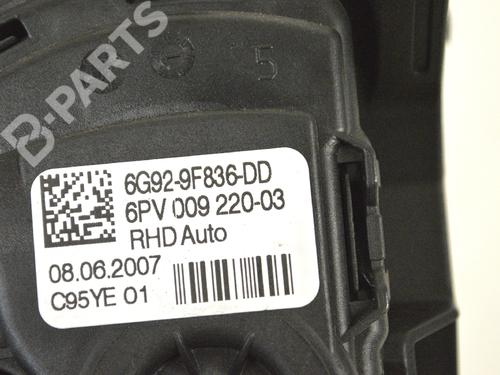 B-PARTS
5
6G92-9F836-DD
6PV 009 220-03
RHD Auto
08.06.2007
C95YE 01